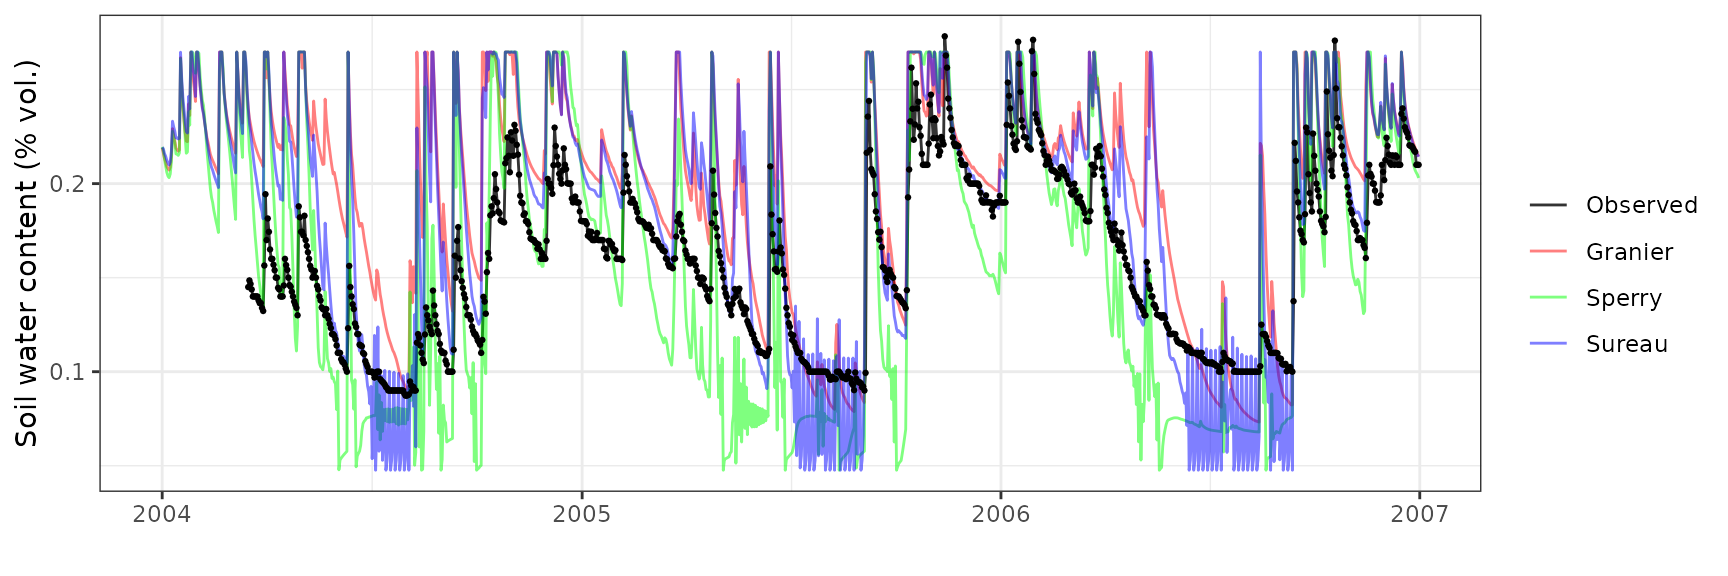 Soil water content (% vol.)
0.2
0.1
2004
2005
2006
2007
Observed
Granier
Sperry
Sureau